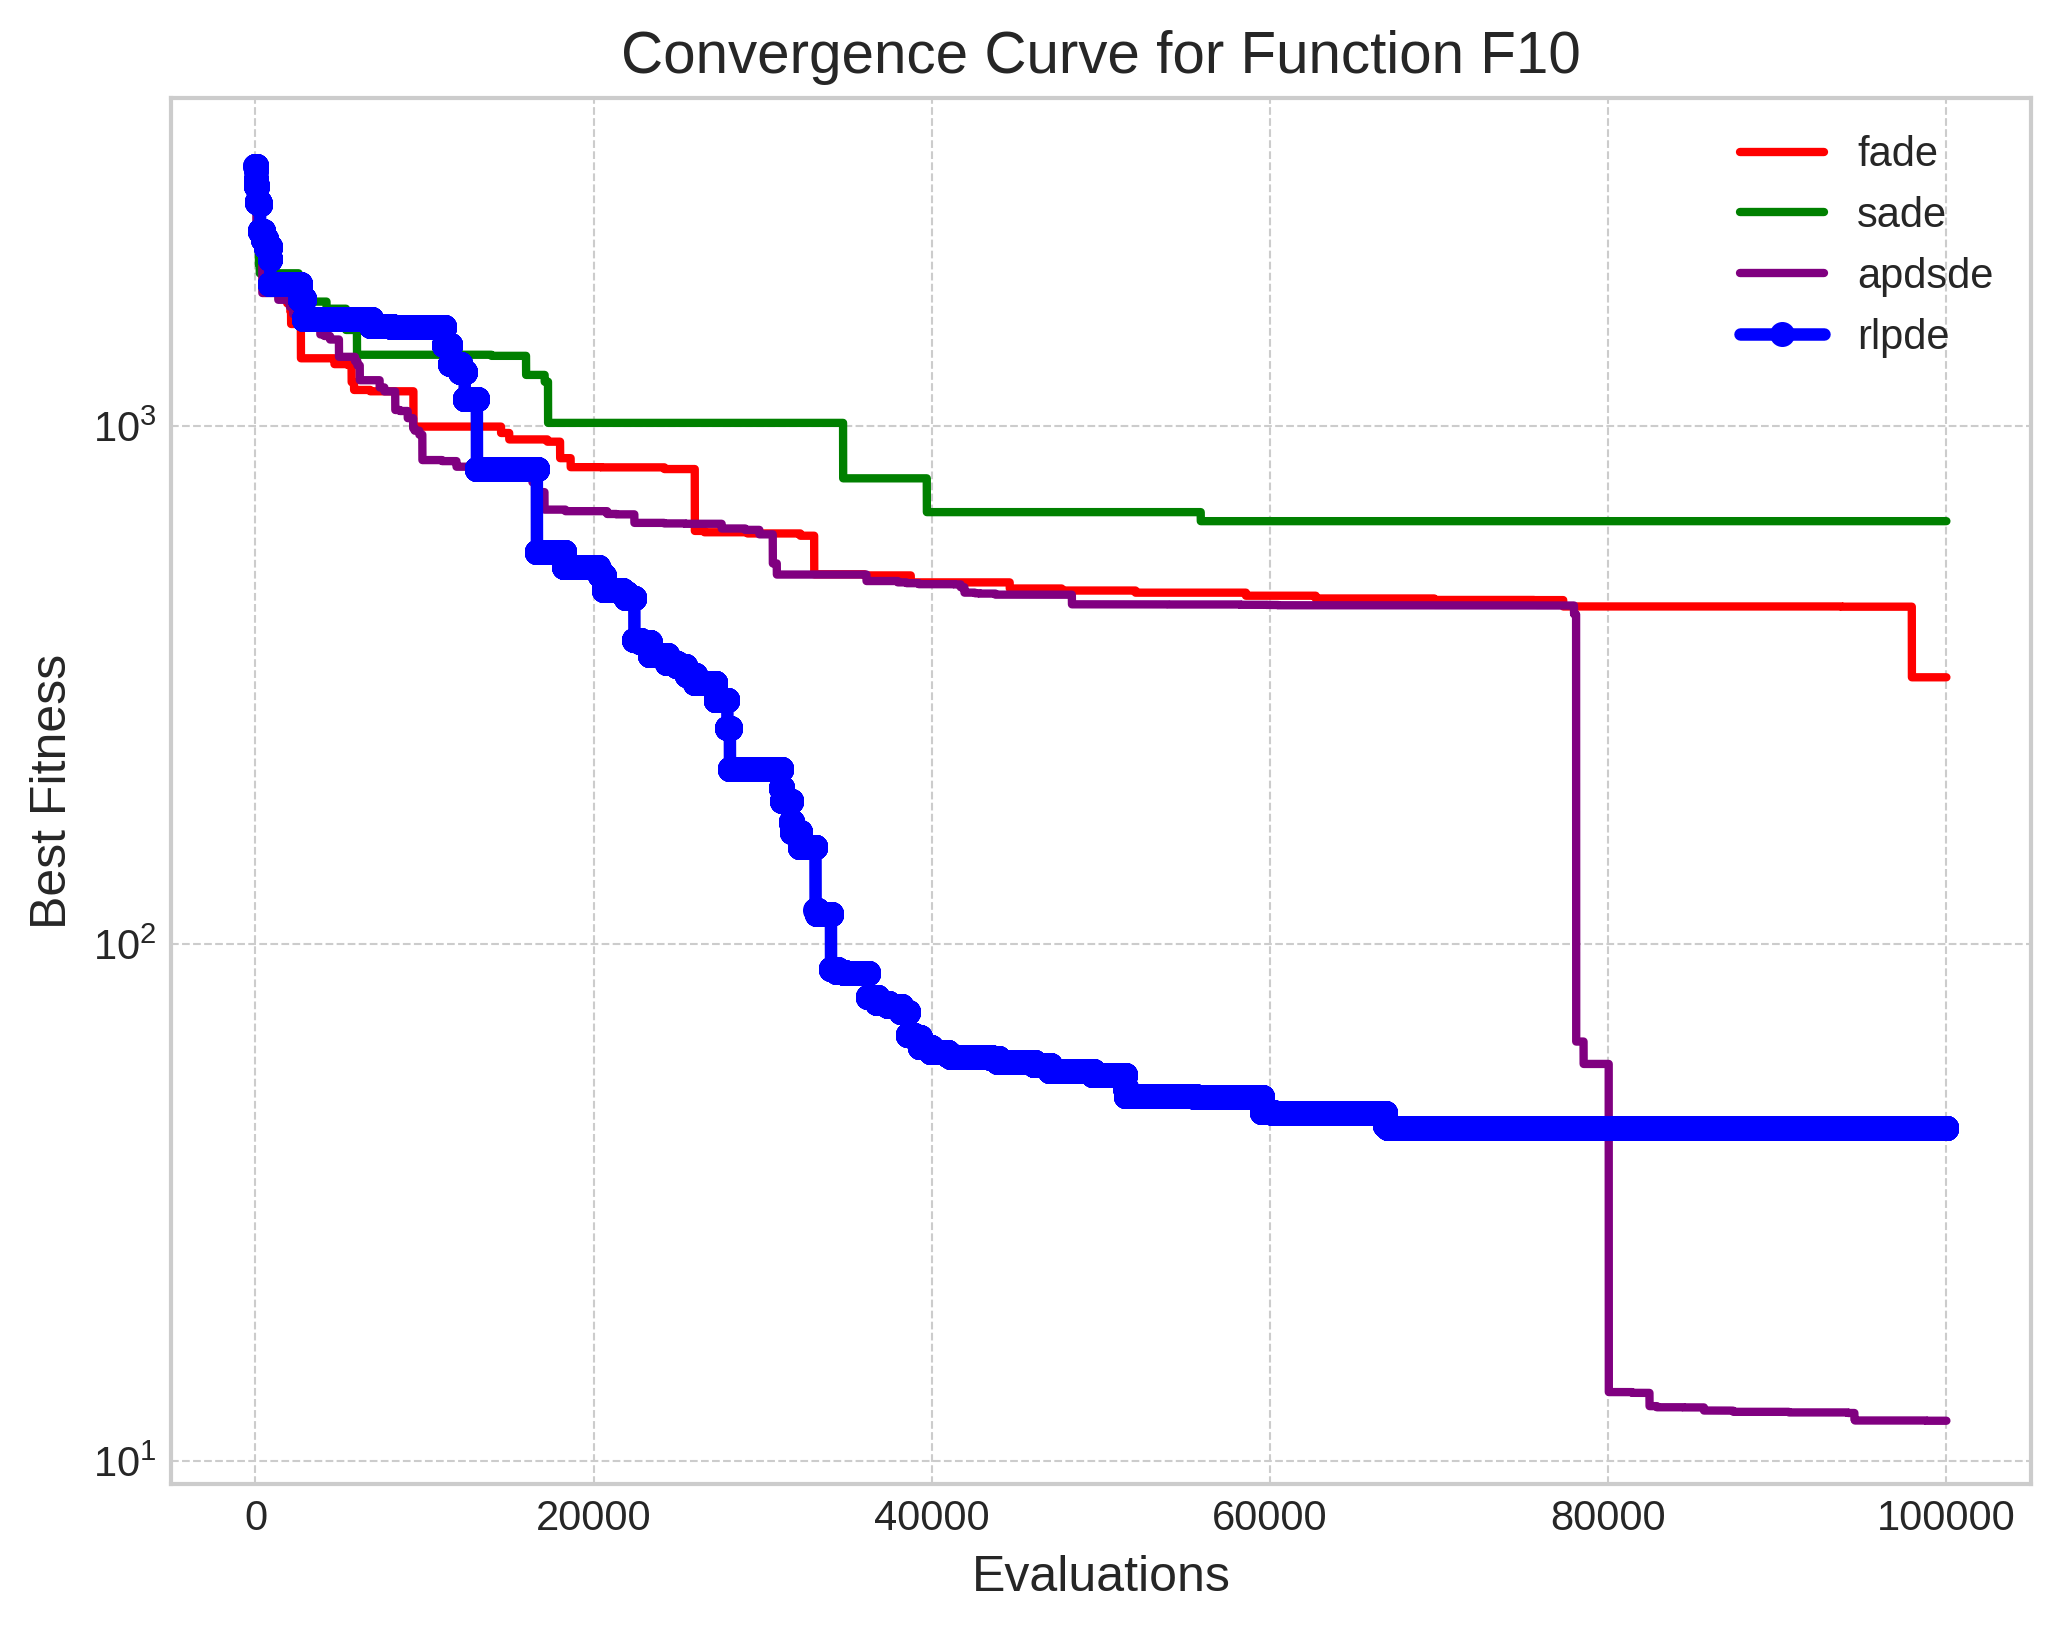 Convergence Curve for Function F10
fade
sade
apdsde
rlpde
10³
10²
10¹
Best Fitness
0 20000 40000 60000 80000 100000
Evaluations